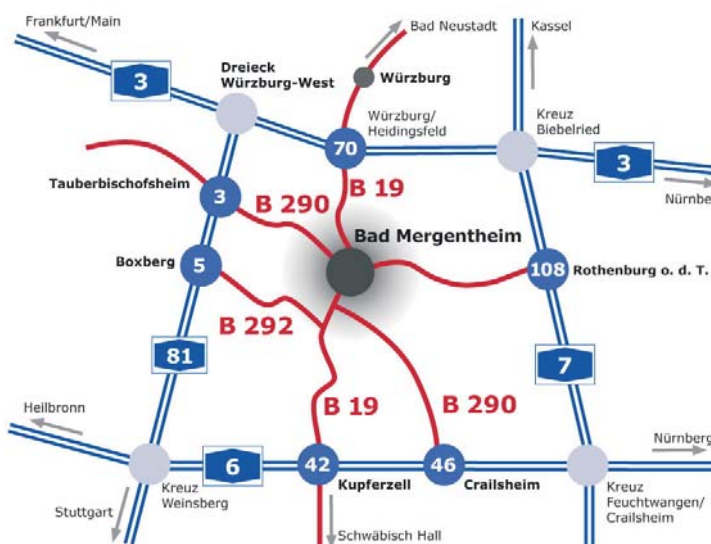 Frankfurt/Main
Bad Neustadt
Kassel
Dreieck
Würzburg-West
3
Würzburg
Würzburg/
Heidingsfeld
Kreuz
Biebelried
70
3
Nürnberg
Tauberbischofsheim
3
B 290
B 19
Bad Mergentheim
Boxberg
5
108
Rothenburg o. d. T.
B 292
81
7
B 19
B 290
Heilbronn
Nürnberg
6
42
46
Kreuz
Weinsberg
Kupferzell
Crailsheim
Kreuz
Feuchtwangen/
Crailsheim
Stuttgart
Schwäbisch Hall